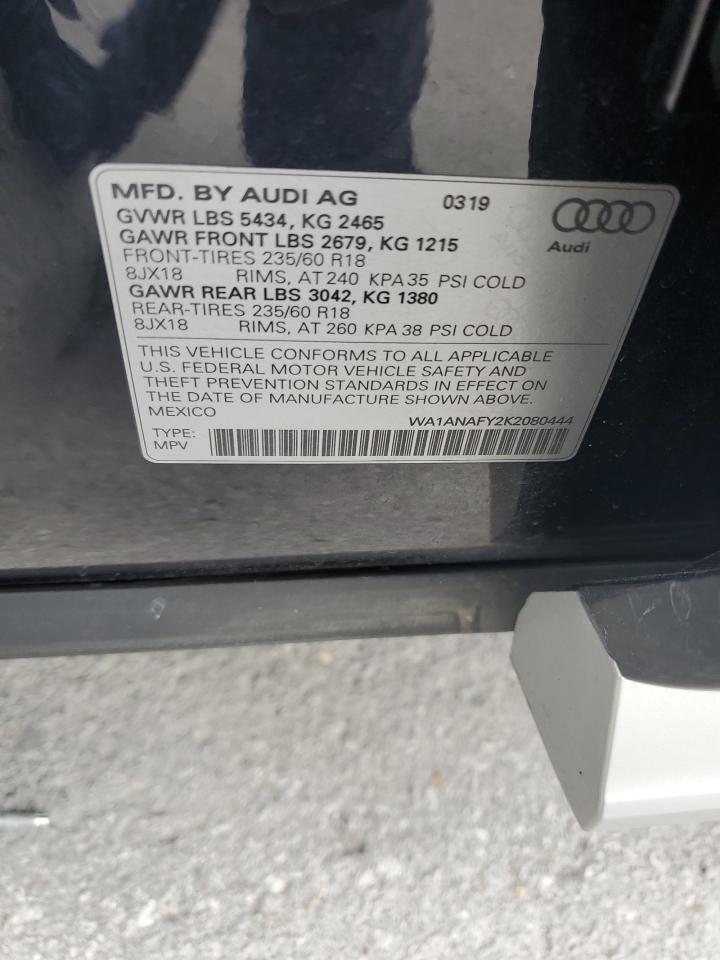 MFD. BY AUDI AG 0319
GVWR LBS 5434, KG 2465
GAWR FRONT LBS 2679, KG 1215
Audi
FRONT-TIRES 235/60 R18
8JX18 RIMS, AT 240 KPA 35 PSI COLD
GAWR REAR LBS 3042, KG 1380
REAR-TIRES 235/60 R18
8JX18 RIMS, AT 260 KPA 38 PSI COLD
THIS VEHICLE CONFORMS TO ALL APPLICABLE
U.S. FEDERAL MOTOR VEHICLE SAFETY AND
THEFT PREVENTION STANDARDS IN EFFECT ON
THE DATE OF MANUFACTURE SHOWN ABOVE.
MEXICO WA1ANAFY2K2080444
TYPE:
MPV